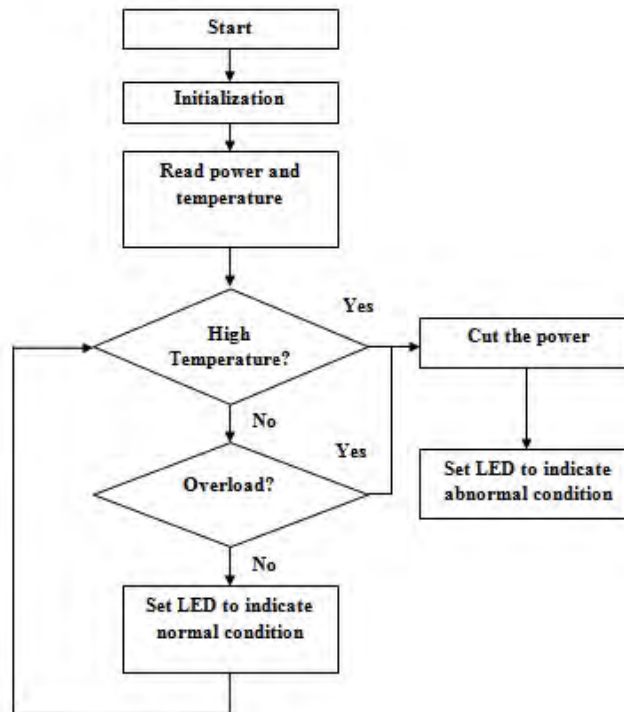 Start
Initialization
Read power and
temperature
Yes
High
Temperature?
Cut the power
No
Yes
Overload?
Set LED to indicate
abnormal condition
No
Set LED to indicate
normal condition